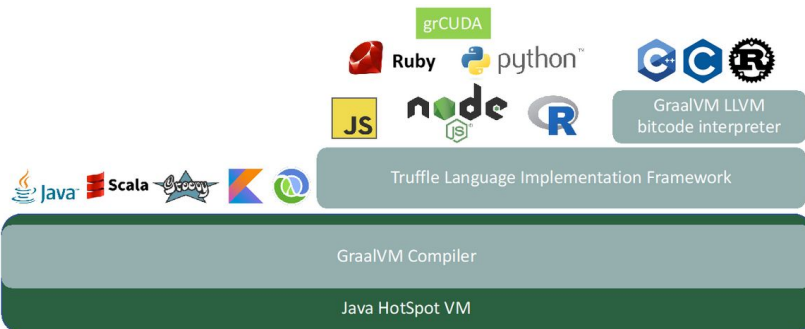 grCUDA
Ruby
python™
C++
C
R
JS
node
JS
R
GraalVM LLVM
bitcode interpreter
Java
Scala
Groovy
Truffle Language Implementation Framework
GraalVM Compiler
Java HotSpot VM